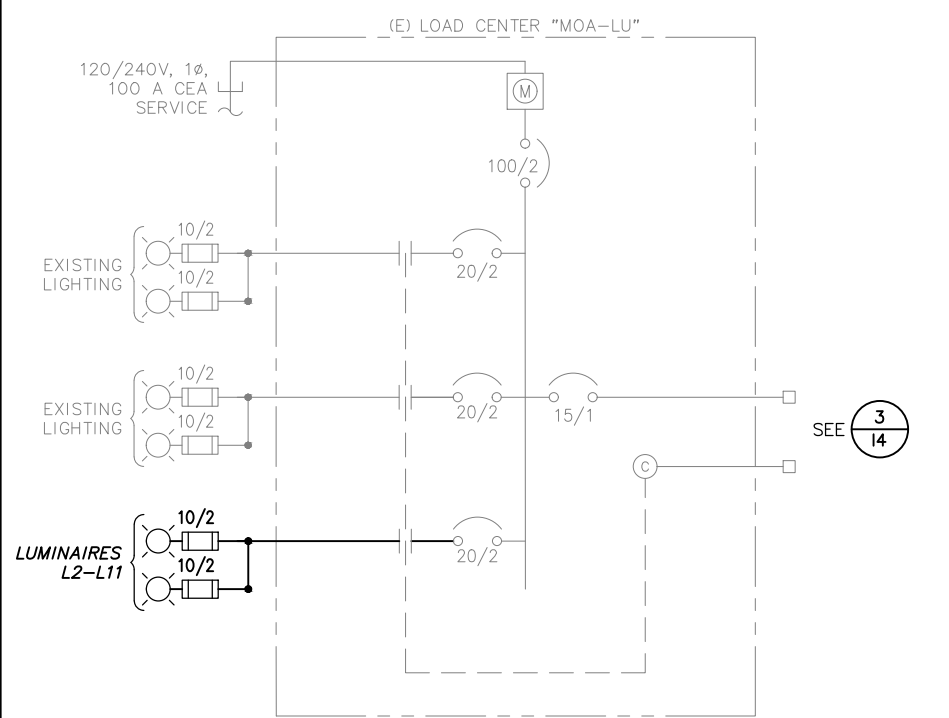 (E) LOAD CENTER "MOA-LU"
120/240V, 1ø,
100 A CEA
SERVICE
M
100/2
10/2
20/2
EXISTING
LIGHTING
10/2
10/2
20/2
15/1
EXISTING
LIGHTING
10/2
SEE 3
14
C
10/2
20/2
LUMINAIRES
L2-L11
10/2